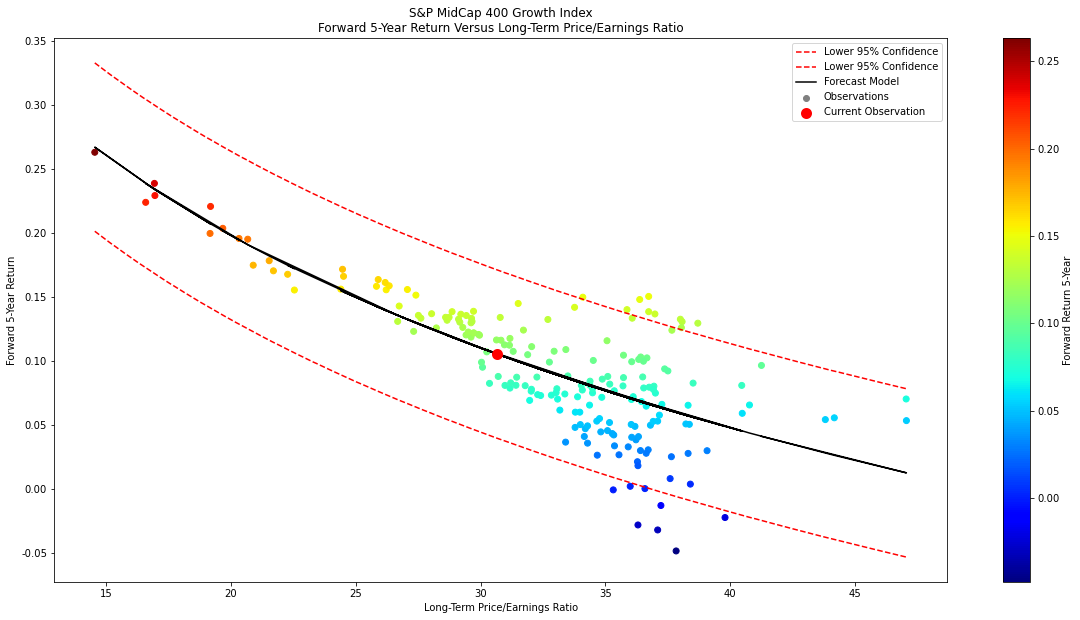 S&P MidCap 400 Growth Index
Forward 5-Year Return Versus Long-Term Price/Earnings Ratio
Lower 95% Confidence
Lower 95% Confidence
Forecast Model
Observations
Current Observation
0.35
0.30
0.25
0.20
0.15
0.10
0.05
0.00
-0.05
Forward 5-Year Return
15
20
25
30
35
40
45
Long-Term Price/Earnings Ratio
0.25
0.20
0.15
0.10
0.05
0.00
Forward Return 5-Year